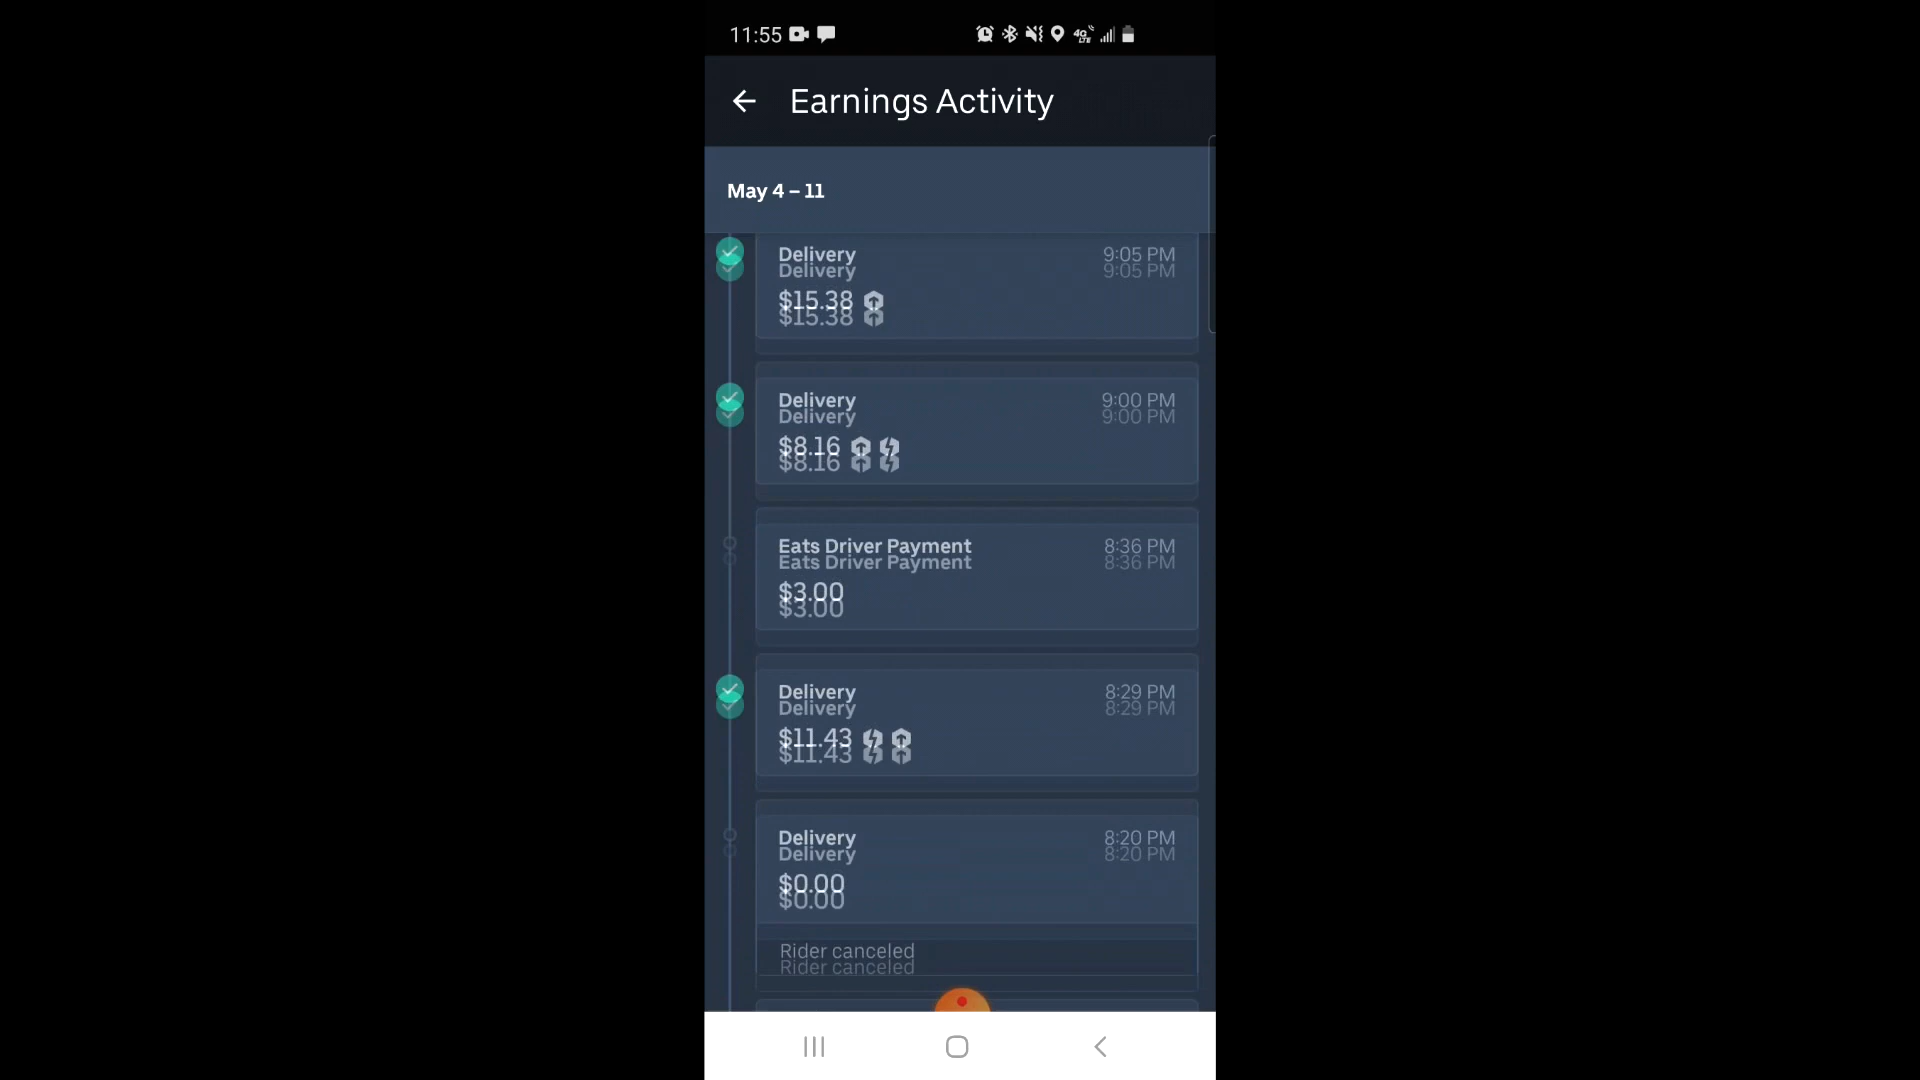 11:55
4G LTE
Earnings Activity
May 4 – 11
Delivery 9:05 PM
$15.38
Delivery 9:00 PM
$8.16
Eats Driver Payment 8:36 PM
$3.00
Delivery 8:29 PM
$11.43
Delivery 8:20 PM
$0.00
Rider canceled